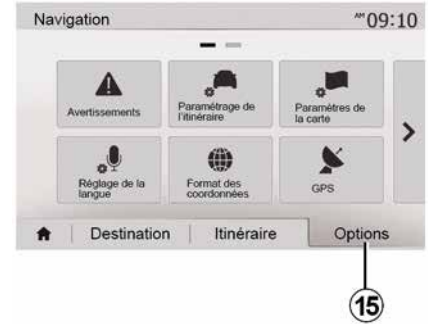 Navigation
AM 09:10
Avertissements
Paramétrage de
l'itinéraire
Paramètres de
la carte
Réglage de la
langue
Format des
coordonnées
GPS
Destination
Itinéraire
Options
15